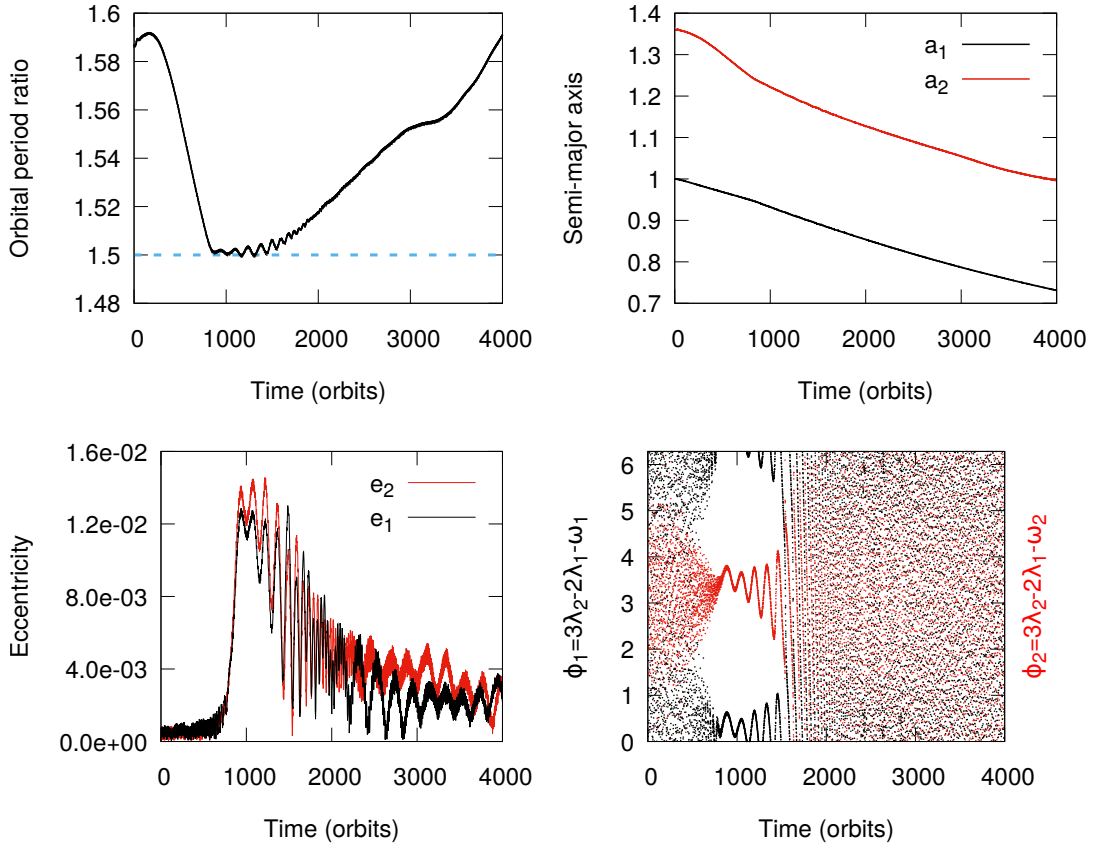 1.6
1.58
1.56
1.54
1.52
1.5
1.48
0 1000 2000 3000 4000
Time (orbits)
Orbital period ratio
1.4
1.3
1.2
1.1
1
0.9
0.8
0.7
a1
a2
0 1000 2000 3000 4000
Time (orbits)
Semi-major axis
1.6e-02
1.2e-02
8.0e-03
4.0e-03
0.0e+00
e2
e1
0 1000 2000 3000 4000
Time (orbits)
Eccentricity
6
5
4
3
2
1
0
0 1000 2000 3000 4000
Time (orbits)
ϕ1=3λ2-2λ1-ω1
ϕ2=3λ2-2λ1-ω2